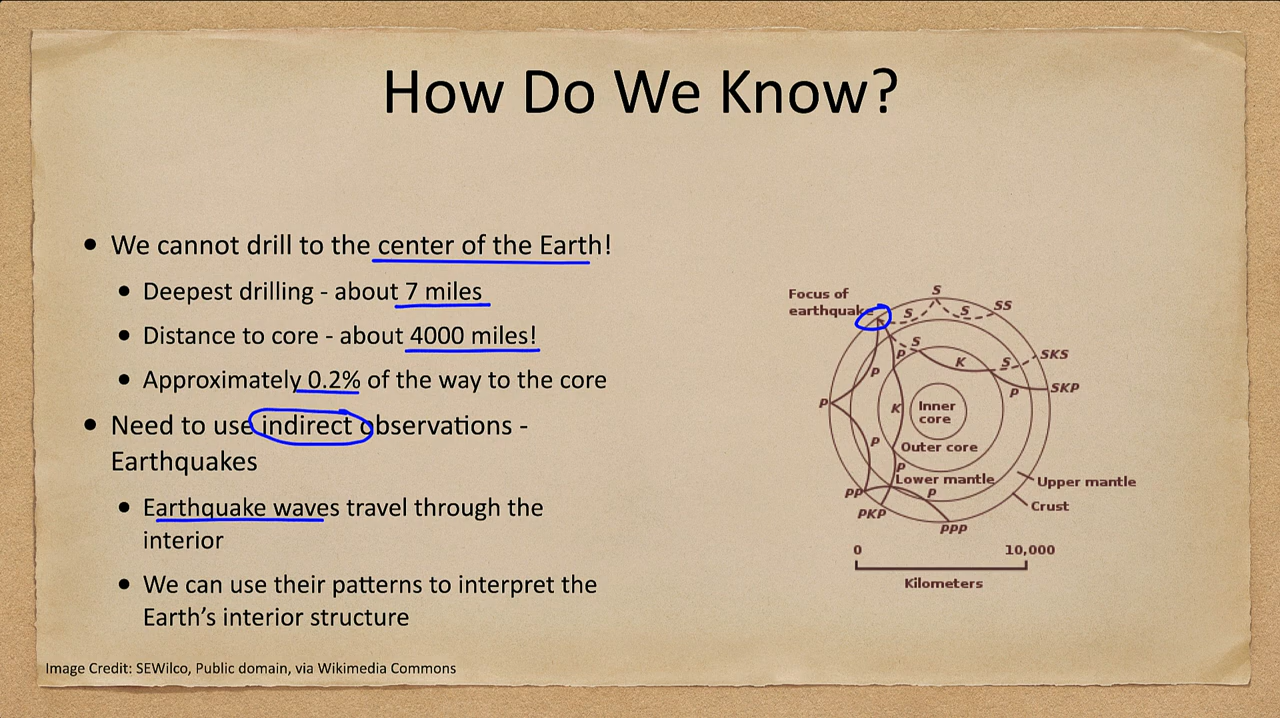 How Do We Know?
• We cannot drill to the center of the Earth!
• Deepest drilling - about 7 miles
• Distance to core - about 4000 miles!
• Approximately 0.2% of the way to the core
• Need to use indirect observations -
Earthquakes
• Earthquake waves travel through the
interior
• We can use their patterns to interpret the
Earth's interior structure
Image Credit: SEWilco, Public domain, via Wikimedia Commons
Focus of
earthquake
S
S
S
SS
S
P
K
S
SKS
P
P
SKP
P
K
Inner
core
P
Outer core
P
Lower mantle
Upper mantle
PP
P
Crust
PKP
PPP
0
10,000
Kilometers